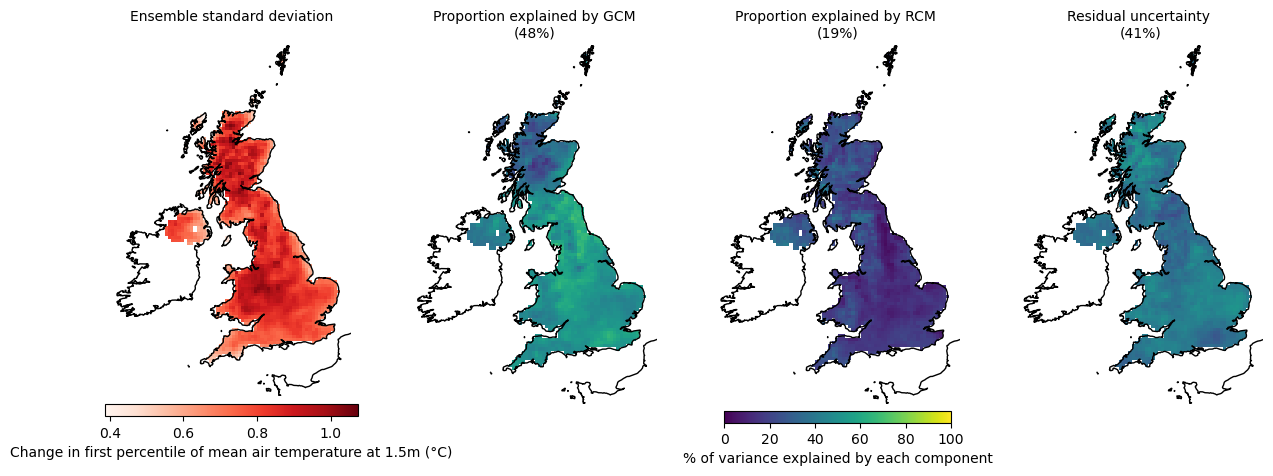 Ensemble standard deviation
Proportion explained by GCM
(48%)
Proportion explained by RCM
(19%)
Residual uncertainty
(41%)
0.4 0.6 0.8 1.0
Change in first percentile of mean air temperature at 1.5m (°C)
0 20 40 60 80 100
% of variance explained by each component